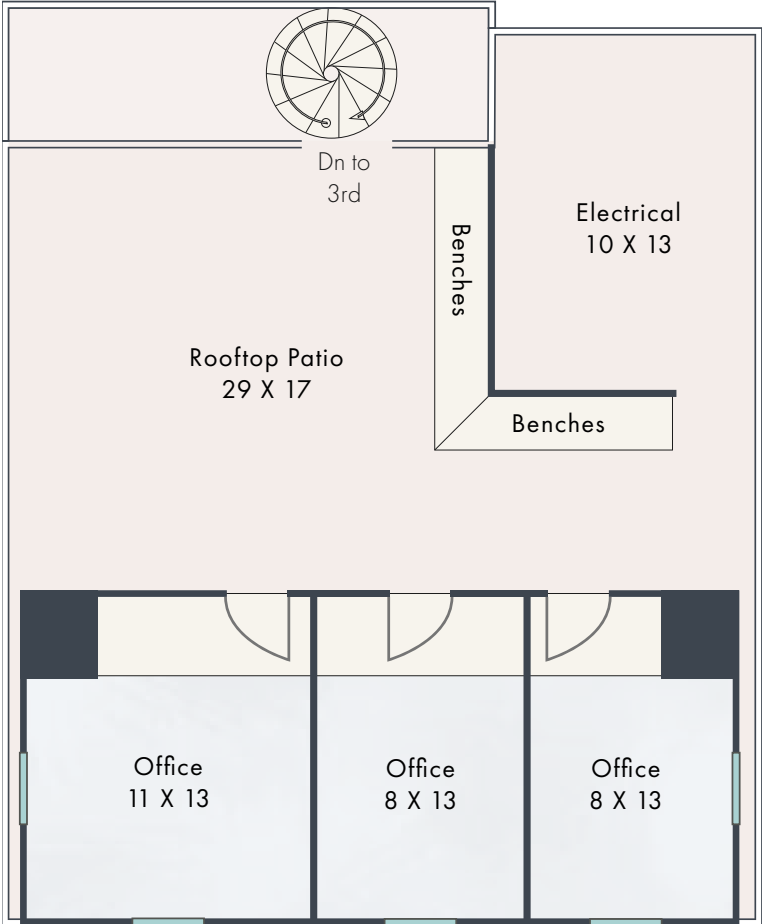 Dn to
3rd
Electrical
10 X 13
Benches
Rooftop Patio
29 X 17
Benches
Office
11 X 13
Office
8 X 13
Office
8 X 13